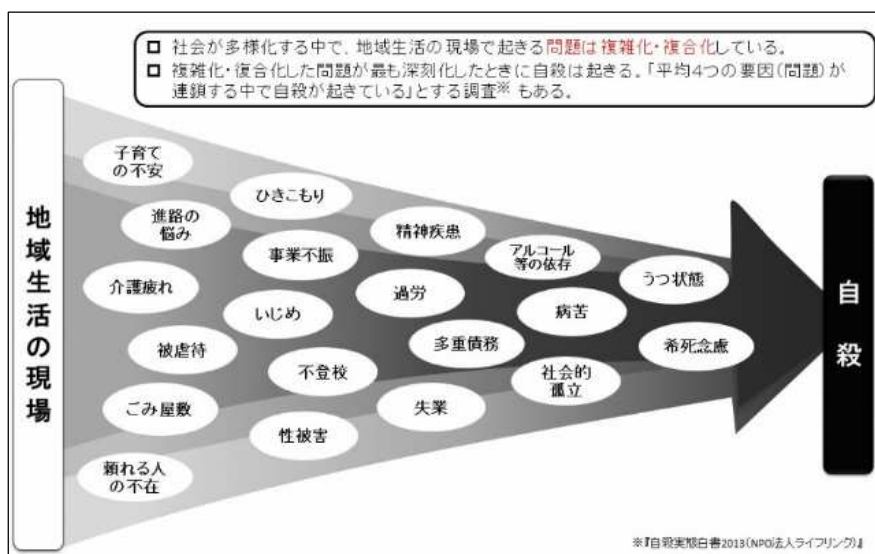 □ 社会が多様化する中で、地域生活の現場で起きる問題は複雑化・複合化している。
□ 複雑化・復合化した問題が最も深刻化したときに自殺は起きる。「平均4つの要因(問題)が
連鎖する中で自殺が起きている」とする調査※ もある。
地域生活の現場
子育て
の不安
ひきこもり
進路の
悩み
精神疾患
事業不振
アルコール
等の依存
うつ状態
介護疲れ
過労
いじめ
病苦
被虐待
多重債務
希死念慮
不登校
社会的
孤立
ごみ屋敷
失業
性被害
頼れる人
の不在
自殺
※『自殺実態白書2013(NPO法人ライフリンク)』